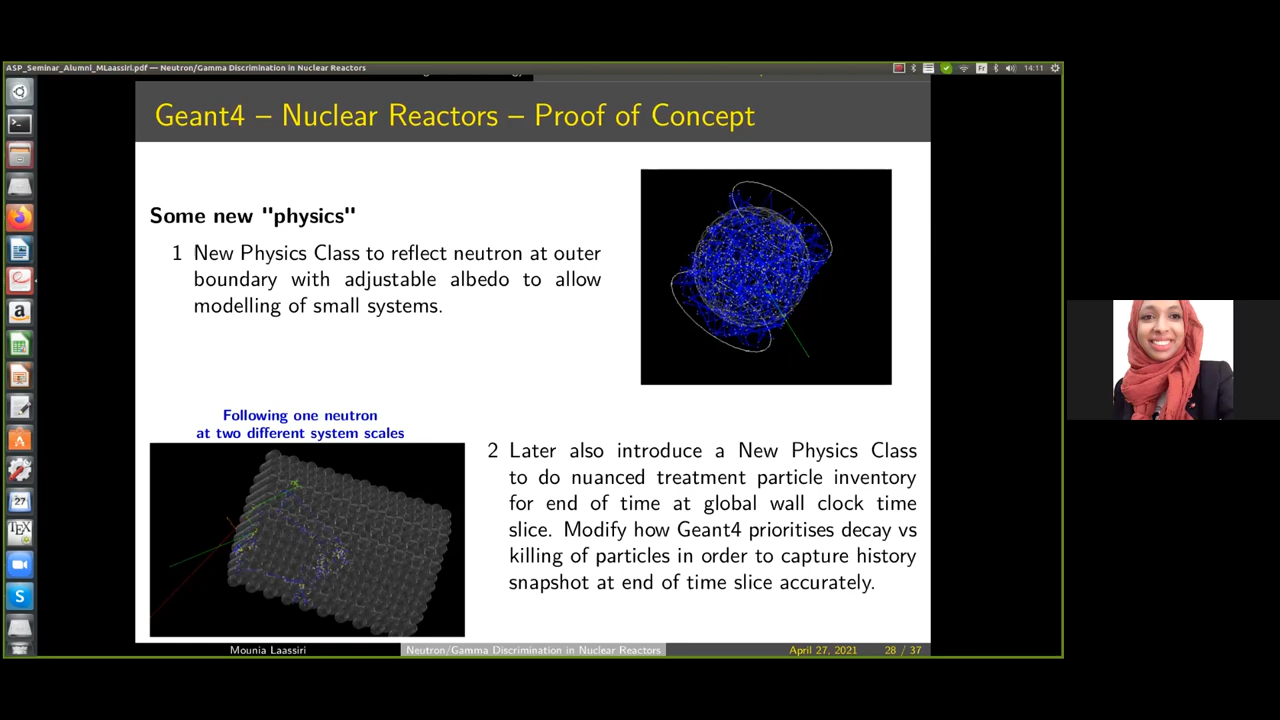 ASP_Seminar_Alumni_MLaassiri.pdf — Neutron/Gamma Discrimination in Nuclear Reactors
Fr
14:11
Geant4 – Nuclear Reactors – Proof of Concept
Some new "physics"
1 New Physics Class to reflect neutron at outer
boundary with adjustable albedo to allow
modelling of small systems.
Following one neutron
at two different system scales
2 Later also introduce a New Physics Class
to do nuanced treatment particle inventory
for end of time at global wall clock time
slice. Modify how Geant4 prioritises decay vs
killing of particles in order to capture history
snapshot at end of time slice accurately.
27
TEX
S
Mounia Laassiri
Neutron/Gamma Discrimination in Nuclear Reactors
April 27, 2021
28 / 37